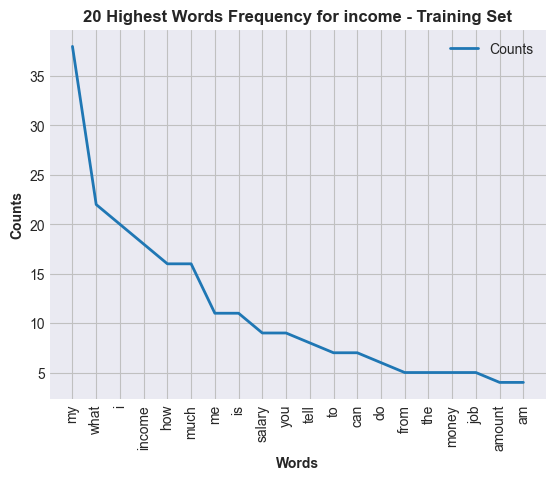 20 Highest Words Frequency for income - Training Set
Counts
Counts
35
30
25
20
15
10
5
my
what
i
income
how
much
me
is
salary
you
tell
to
can
do
from
the
money
job
amount
am
Words